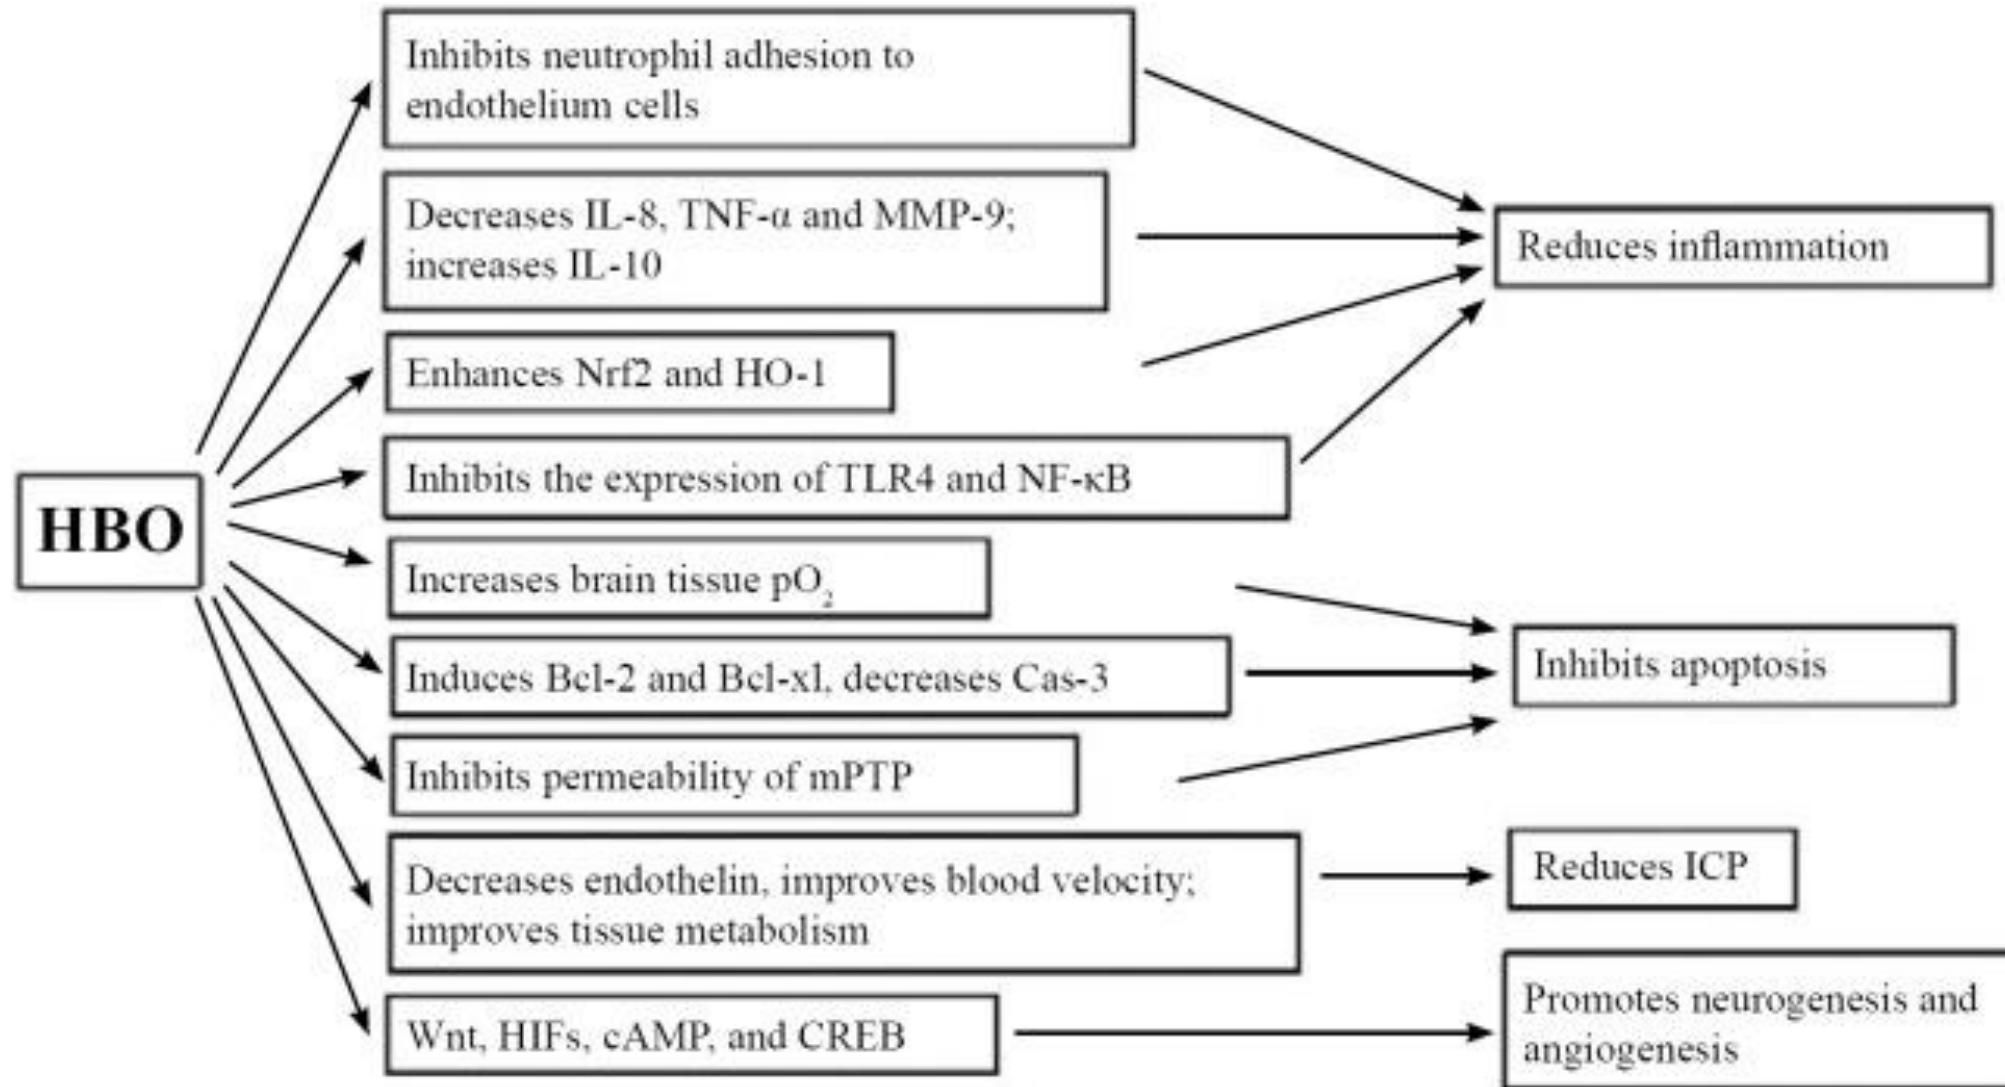 Inhibits neutrophil adhesion to
endothelium cells
Decreases IL-8, TNF-α and MMP-9;
increases IL-10
Reduces inflammation
Enhances Nrf2 and HO-1
Inhibits the expression of TLR4 and NF-κB
HBO
Increases brain tissue pO₂
Induces Bcl-2 and Bcl-xl, decreases Cas-3
Inhibits apoptosis
Inhibits permeability of mPTP
Decreases endothelin, improves blood velocity;
improves tissue metabolism
Reduces ICP
Wnt, HIFs, cAMP, and CREB
Promotes neurogenesis and
angiogenesis